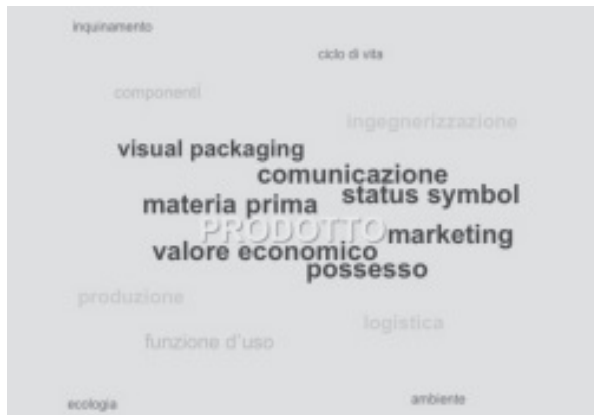 inquinamento
ciclo di vita
componenti
ingegnerizzazione
visual packaging
comunicazione
status symbol
materia prima
PRODOTTO
marketing
valore economico
possesso
produzione
logistica
funzione d'uso
ambiente
ecologia